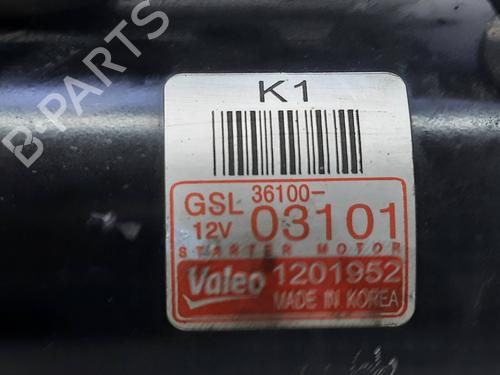 B-PARTS
K1
GSL 36100-
12V 03101
STARTER MOTOR
Valeo 1201952
MADE IN KOREA